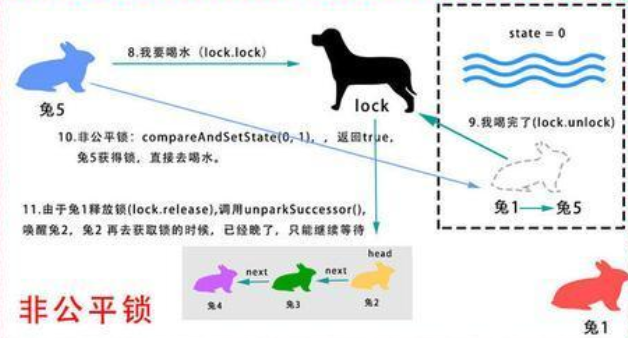 state = 0
8.我要喝水（lock.lock）
兔5
lock
9.我喝完了(lock.unlock)
10.非公平锁：compareAndSetState(0, 1)，，返回true，
兔5获得锁，直接去喝水。
兔1
兔5
11.由于兔1释放锁(lock.release),调用unparkSuccessor(),
唤醒兔2，兔2 再去获取锁的时候，已经晚了，只能继续等待
head
next
next
兔4
兔3
兔2
非公平锁
兔1